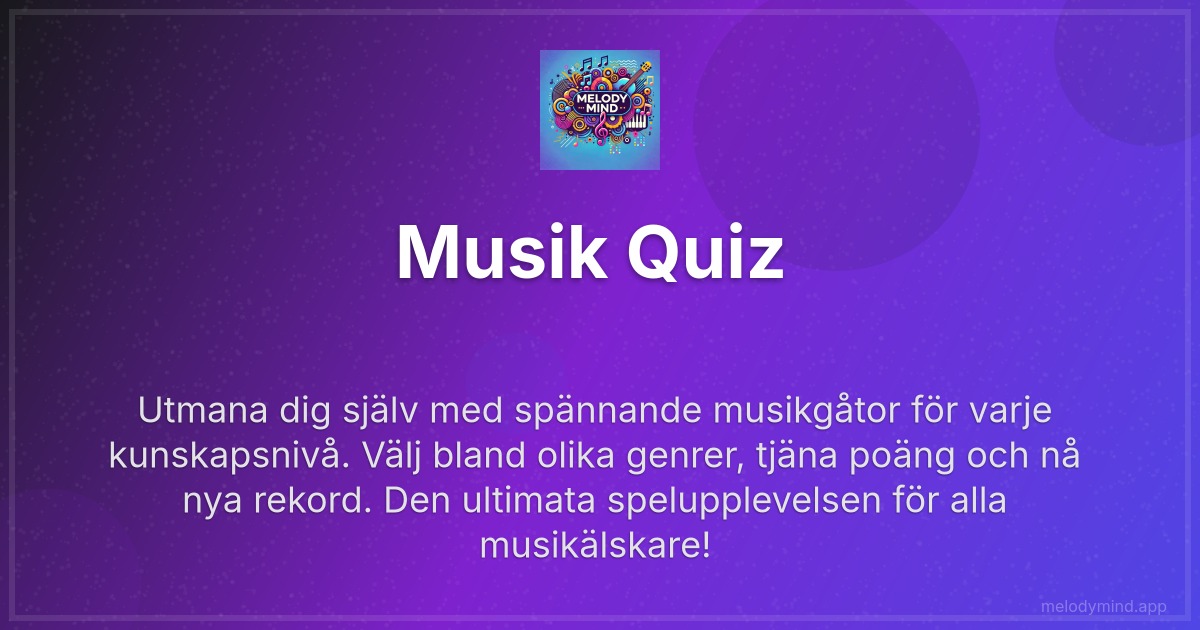 MELODY
MIND
Musik Quiz
Utmana dig själv med spännande musikgåtor för varje
kunskapsnivå. Välj bland olika genrer, tjäna poäng och nå
nya rekord. Den ultimata spelupplevelsen för alla
musikälskare!
melodymind.app